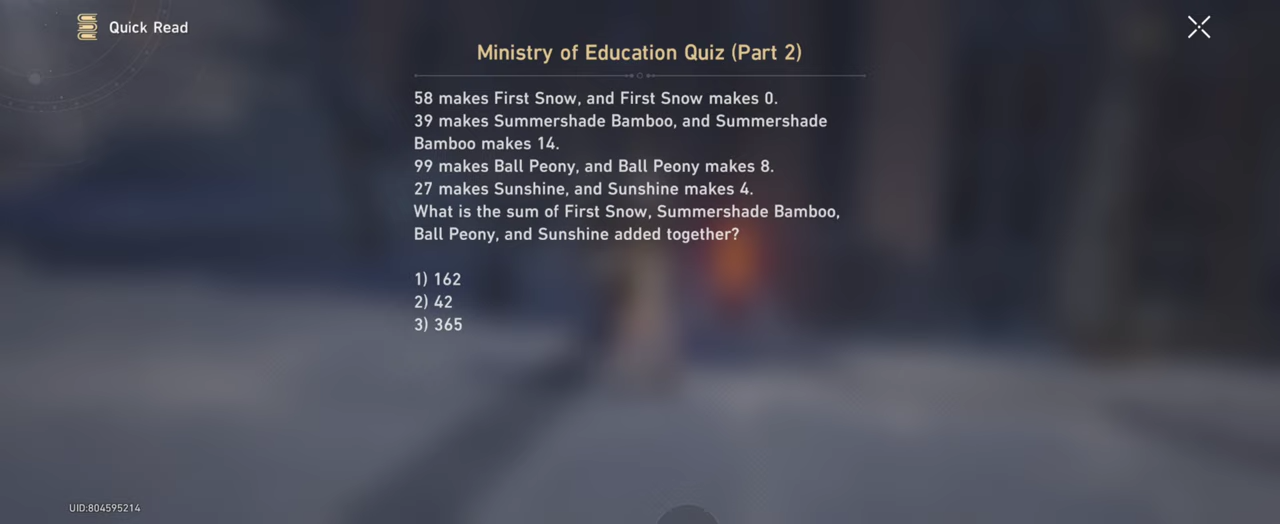 Quick Read
Ministry of Education Quiz (Part 2)
58 makes First Snow, and First Snow makes 0.
39 makes Summershade Bamboo, and Summershade
Bamboo makes 14.
99 makes Ball Peony, and Ball Peony makes 8.
27 makes Sunshine, and Sunshine makes 4.
What is the sum of First Snow, Summershade Bamboo,
Ball Peony, and Sunshine added together?
1) 162
2) 42
3) 365
UID:804595214